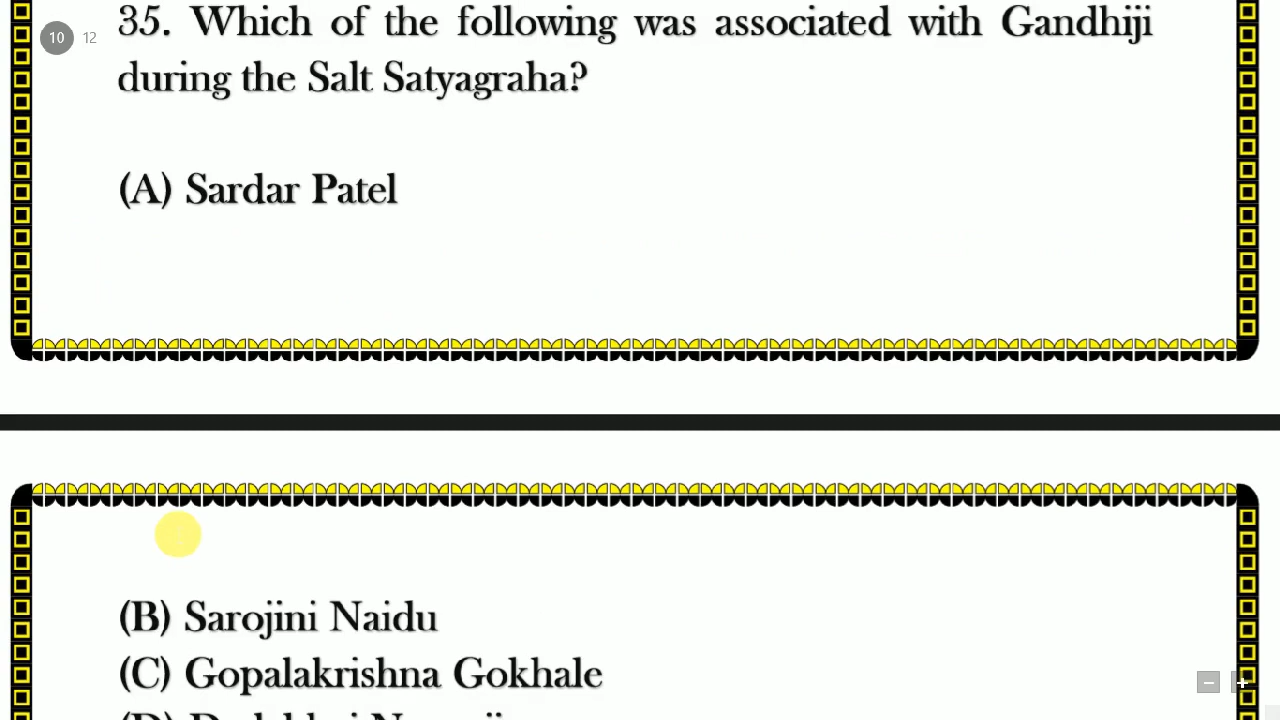 10 12
35. Which of the following was associated with Gandhiji
during the Salt Satyagraha?
(A) Sardar Patel
(B) Sarojini Naidu
(C) Gopalakrishna Gokhale